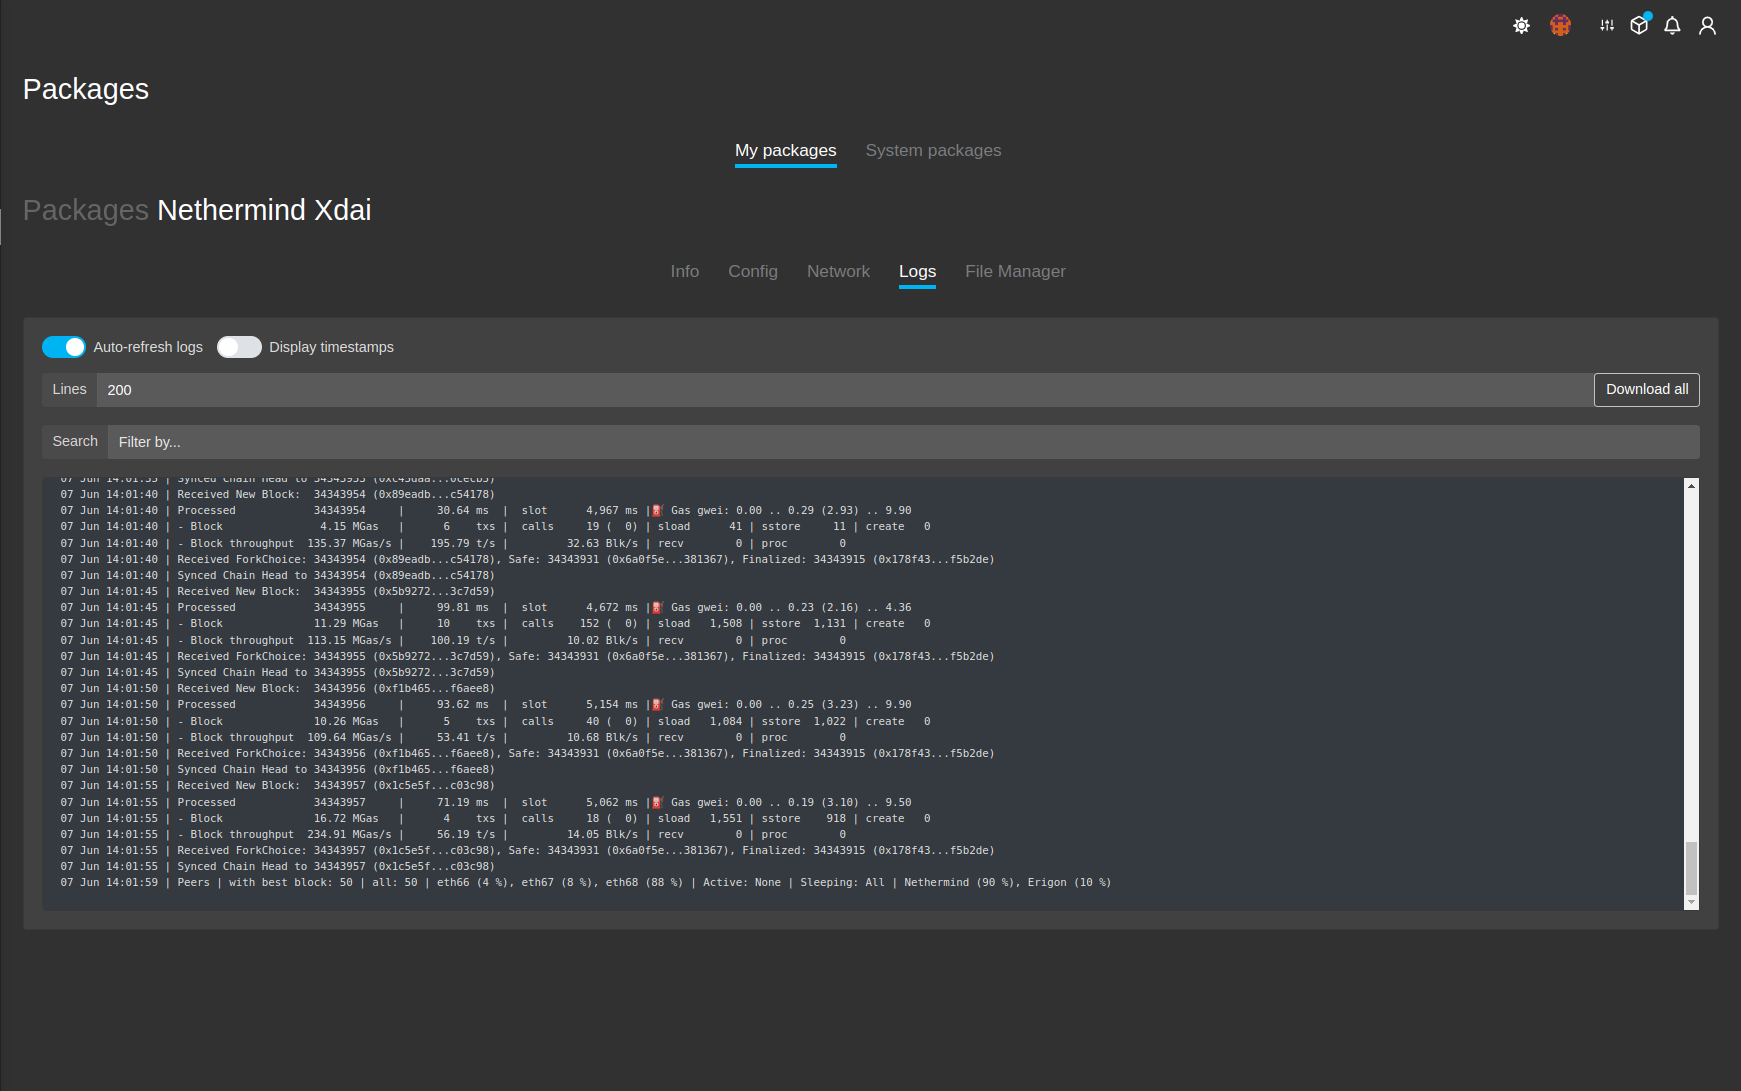 Packages
My packages System packages
Packages Nethermind Xdai
Info Config Network Logs File Manager
Auto-refresh logs Display timestamps
Lines 200 Download all
Search Filter by...
07 Jun 14:01:35 | Synced Chain Head to 34343953
07 Jun 14:01:40 | Received New Block:  34343954 (0x89eadb...c54178)
07 Jun 14:01:40 | Processed            34343954     |     30.64 ms  |  slot      4,967 ms |⛽ Gas gwei: 0.00 .. 0.29 (2.93) .. 9.90
07 Jun 14:01:40 | - Block               4.15 MGas   |      6    txs |  calls     19 (  0) | sload      41 | sstore     11 | create   0
07 Jun 14:01:40 | - Block throughput  135.37 MGas/s |    195.79 t/s |         32.63 Blk/s | recv        0 | proc        0
07 Jun 14:01:40 | Received ForkChoice: 34343954 (0x89eadb...c54178), Safe: 34343931 (0x6a0f5e...381367), Finalized: 34343915 (0x178f43...f5b2de)
07 Jun 14:01:40 | Synced Chain Head to 34343954 (0x89eadb...c54178)
07 Jun 14:01:45 | Received New Block:  34343955 (0x5b9272...3c7d59)
07 Jun 14:01:45 | Processed            34343955     |     99.81 ms  |  slot      4,672 ms |⛽ Gas gwei: 0.00 .. 0.23 (2.16) .. 4.36
07 Jun 14:01:45 | - Block              11.29 MGas   |     10    txs |  calls    152 (  0) | sload   1,508 | sstore  1,131 | create   0
07 Jun 14:01:45 | - Block throughput  113.15 MGas/s |    100.19 t/s |         10.02 Blk/s | recv        0 | proc        0
07 Jun 14:01:45 | Received ForkChoice: 34343955 (0x5b9272...3c7d59), Safe: 34343931 (0x6a0f5e...381367), Finalized: 34343915 (0x178f43...f5b2de)
07 Jun 14:01:45 | Synced Chain Head to 34343955 (0x5b9272...3c7d59)
07 Jun 14:01:50 | Received New Block:  34343956 (0xf1b465...f6aee8)
07 Jun 14:01:50 | Processed            34343956     |     93.62 ms  |  slot      5,154 ms |⛽ Gas gwei: 0.00 .. 0.25 (3.23) .. 9.90
07 Jun 14:01:50 | - Block              10.26 MGas   |      5    txs |  calls     40 (  0) | sload   1,084 | sstore  1,022 | create   0
07 Jun 14:01:50 | - Block throughput  109.64 MGas/s |     53.41 t/s |         10.68 Blk/s | recv        0 | proc        0
07 Jun 14:01:50 | Received ForkChoice: 34343956 (0xf1b465...f6aee8), Safe: 34343931 (0x6a0f5e...381367), Finalized: 34343915 (0x178f43...f5b2de)
07 Jun 14:01:50 | Synced Chain Head to 34343956 (0xf1b465...f6aee8)
07 Jun 14:01:55 | Received New Block:  34343957 (0x1c5e5f...c03c98)
07 Jun 14:01:55 | Processed            34343957     |     71.19 ms  |  slot      5,062 ms |⛽ Gas gwei: 0.00 .. 0.19 (3.10) .. 9.50
07 Jun 14:01:55 | - Block              16.72 MGas   |      4    txs |  calls     18 (  0) | sload   1,551 | sstore    918 | create   0
07 Jun 14:01:55 | - Block throughput  234.91 MGas/s |     56.19 t/s |         14.05 Blk/s | recv        0 | proc        0
07 Jun 14:01:55 | Received ForkChoice: 34343957 (0x1c5e5f...c03c98), Safe: 34343931 (0x6a0f5e...381367), Finalized: 34343915 (0x178f43...f5b2de)
07 Jun 14:01:55 | Synced Chain Head to 34343957 (0x1c5e5f...c03c98)
07 Jun 14:01:59 | Peers | with best block: 50 | all: 50 | eth66 (4 %), eth67 (8 %), eth68 (88 %) | Active: None | Sleeping: All | Nethermind (90 %), Erigon (10 %)